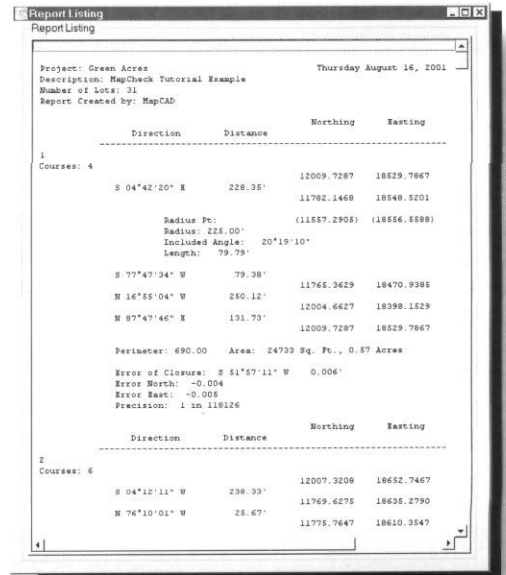 Report Listing
Report Listing
Project: Green Acres Thursday August 16, 2001
Description: MapCheck Tutorial Example
Number of Lots: 31
Report Created by: MapCAD
Northing Easting
Direction Distance
1
Courses: 4
12009.7287 18529.7867
S 04°42'20" E 228.35'
11782.1468 18548.5201
Radius Pt: (11557.2905) (18556.5588)
Radius: 225.00'
Included Angle: 20°19'10"
Length: 79.79'
S 77°47'34" W 79.38'
11765.3629 18470.9385
N 16°55'04" W 250.12'
12004.6627 18398.1529
N 87°47'46" E 131.73'
12009.7287 18529.7867
Perimeter: 690.00 Area: 24733 Sq. Ft., 0.57 Acres
Error of Closure: S 51°57'11" W 0.006'
Error North: -0.004
Error East: -0.005
Precision: 1 in 118126
Northing Easting
Direction Distance
2
Courses: 6
12007.3208 18652.7467
S 04°12'11" W 238.33'
11769.6275 18635.2790
N 76°10'01" W 25.67'
11775.7647 18610.3547